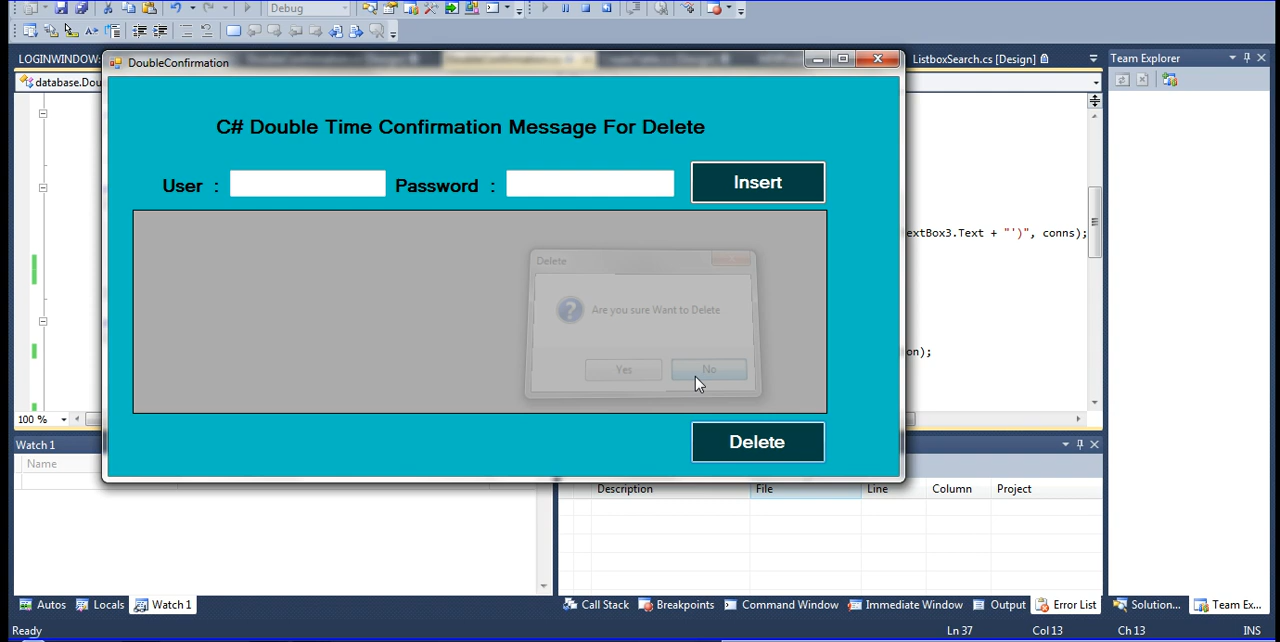 Debug
LOGINWINDOW:
DoubleConfirmation
ListboxSearch.cs [Design]
Team Explorer
database.Dou
C# Double Time Confirmation Message For Delete
User :
Password :
Insert
extBox3.Text + "')", conns);
Delete
Are you sure Want to Delete
on);
Yes
No
100 %
Delete
Watch 1
Name
Description
File
Line
Column
Project
Autos
Locals
Watch 1
Call Stack
Breakpoints
Command Window
Immediate Window
Output
Error List
Solution...
Team Ex...
Ready
Ln 37
Col 13
Ch 13
INS